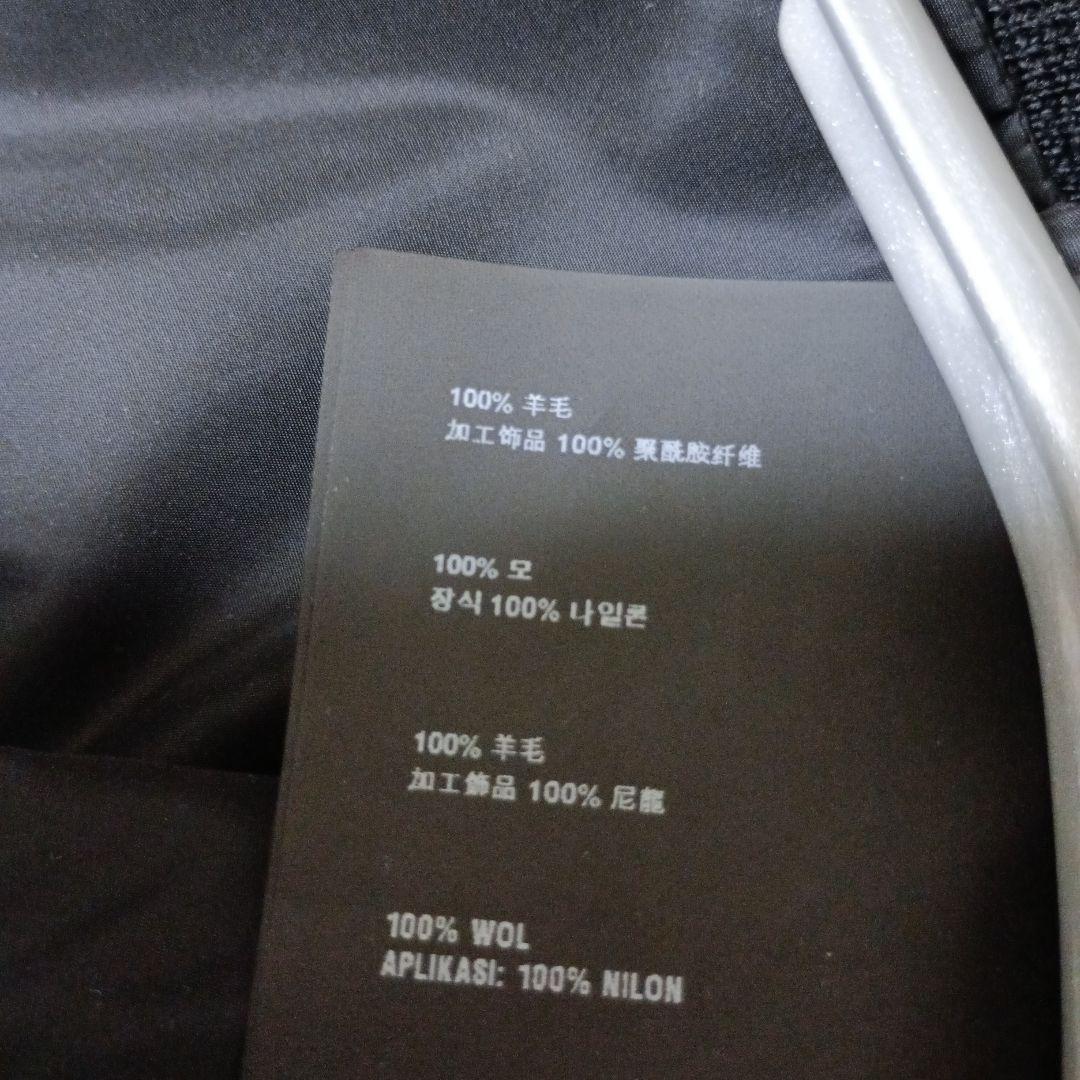 100% 羊毛
加工饰品 100% 聚酰胺纤维
100% 모
장식 100% 나일론
100% 羊毛
加工飾品 100% 尼龍
100% WOL
APLIKASI: 100% NILON